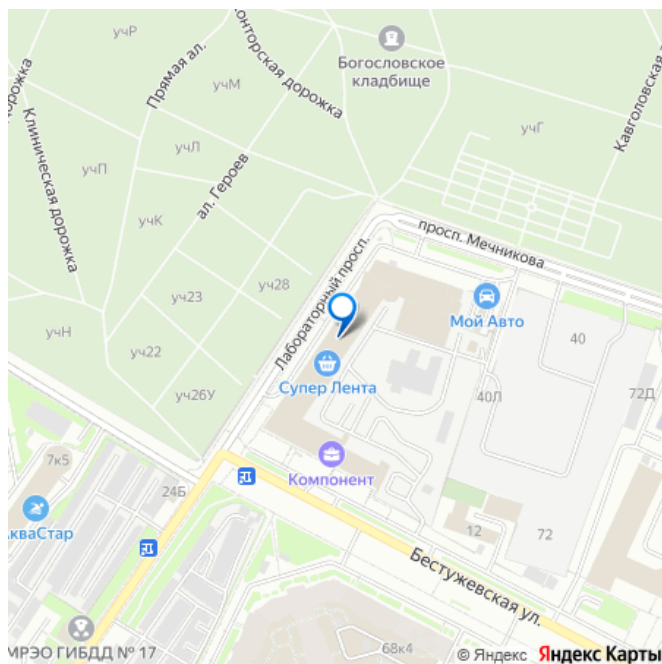 учР
Прямая ал.
Конторская дорожка
Богословское
кладбище
Кавголовская
дорожка
Клиническая дорожка
учМ
учГ
учЛ
учП
ал. Героев
учК
просп. Мечникова
Лабораторный просп.
уч28
уч23
Мой Авто
учН
уч22
40
Супер Лента
уч26У
40Л
72Д
7к5
Компонент
24Б
АкваСтар
12
72
Бестужевская ул.
МРЭО ГИБДД № 17
68к4
© Яндекс Яндекс Карты